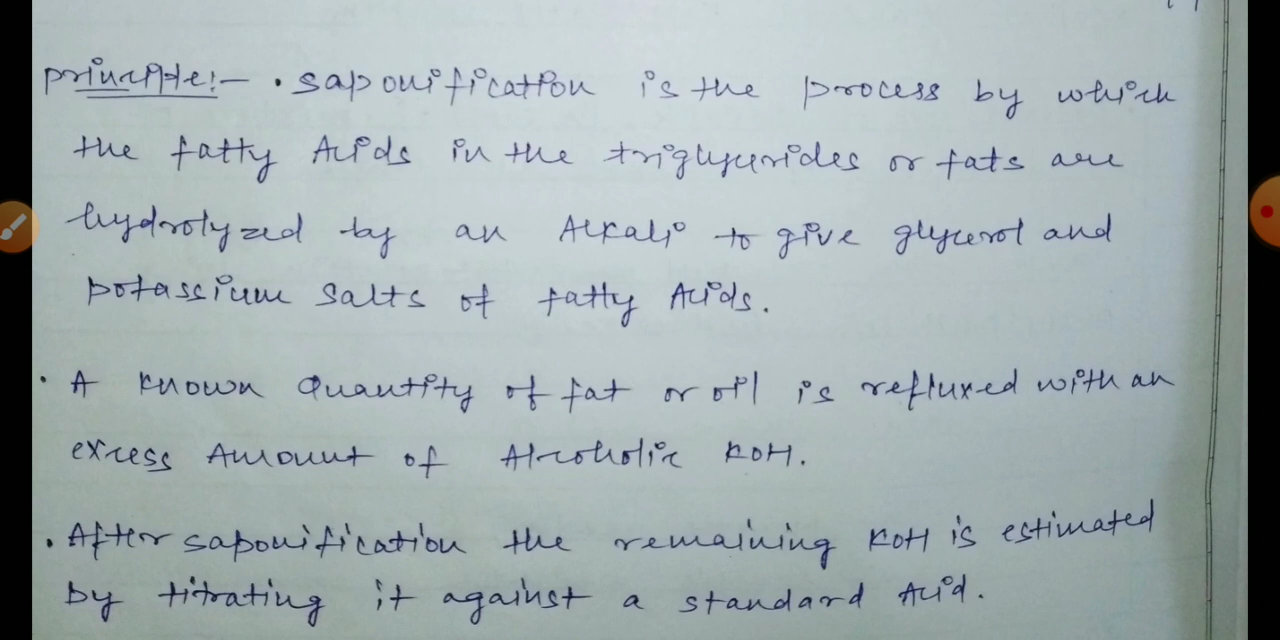 Principle:- • saponification is the process by which
the fatty Acids in the triglycerides or fats are
hydrolyzed by an Alkali to give glycerol and
potassium salts of fatty Acids.
• A known Quantity of fat or oil is refluxed with an
excess Amount of Alcoholic KOH.
• After saponification the remaining KOH is estimated
by titrating it against a standard Acid.